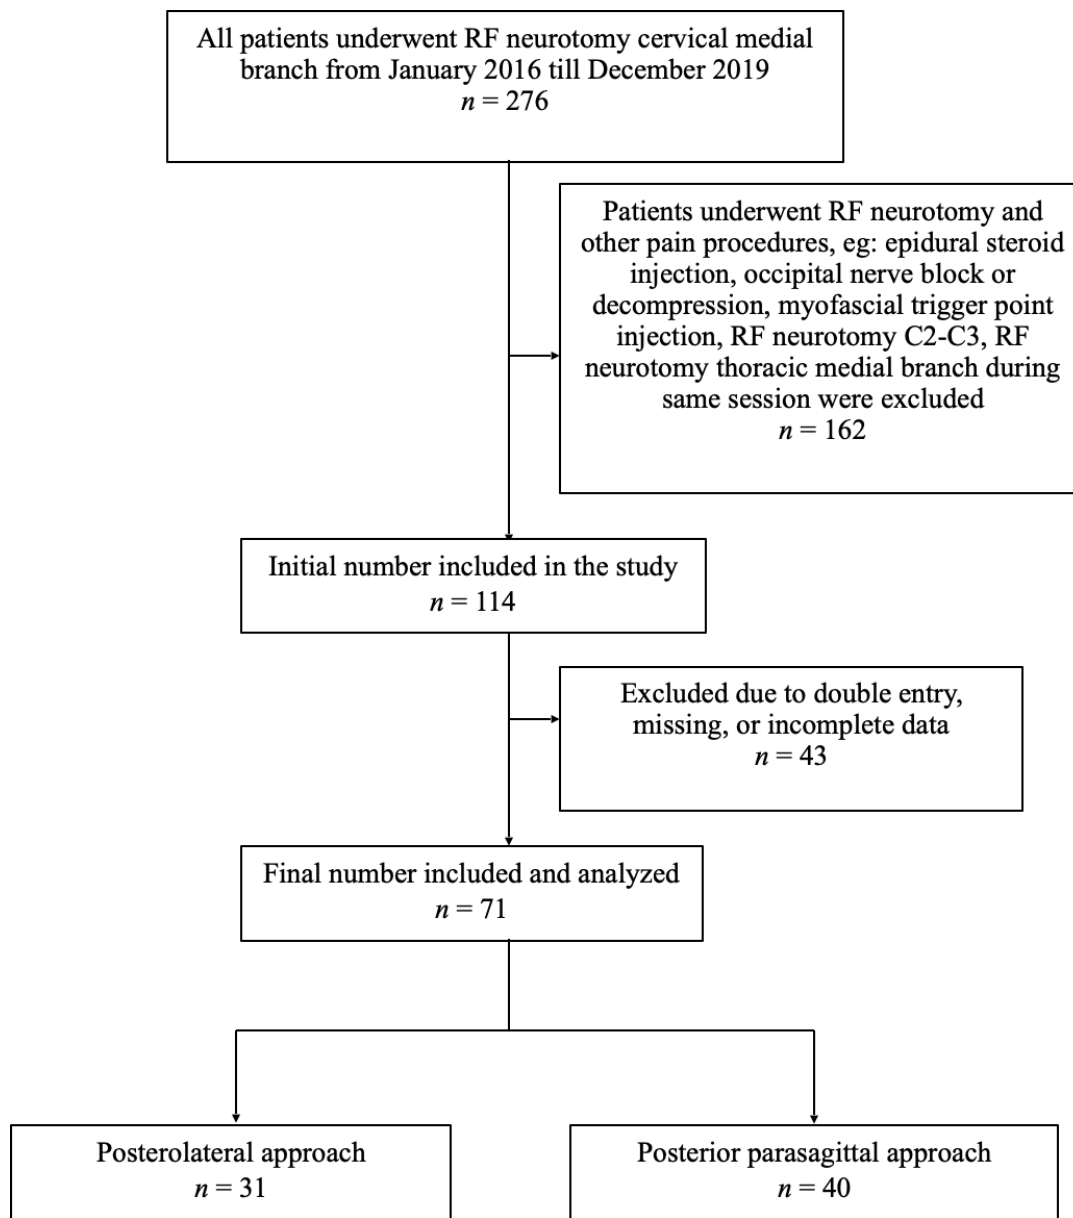 All patients underwent RF neurotomy cervical medial
branch from January 2016 till December 2019
n = 276
Patients underwent RF neurotomy and
other pain procedures, eg: epidural steroid
injection, occipital nerve block or
decompression, myofascial trigger point
injection, RF neurotomy C2-C3, RF
neurotomy thoracic medial branch during
same session were excluded
n = 162
Initial number included in the study
n = 114
Excluded due to double entry,
missing, or incomplete data
n = 43
Final number included and analyzed
n = 71
Posterolateral approach
n = 31
Posterior parasagittal approach
n = 40